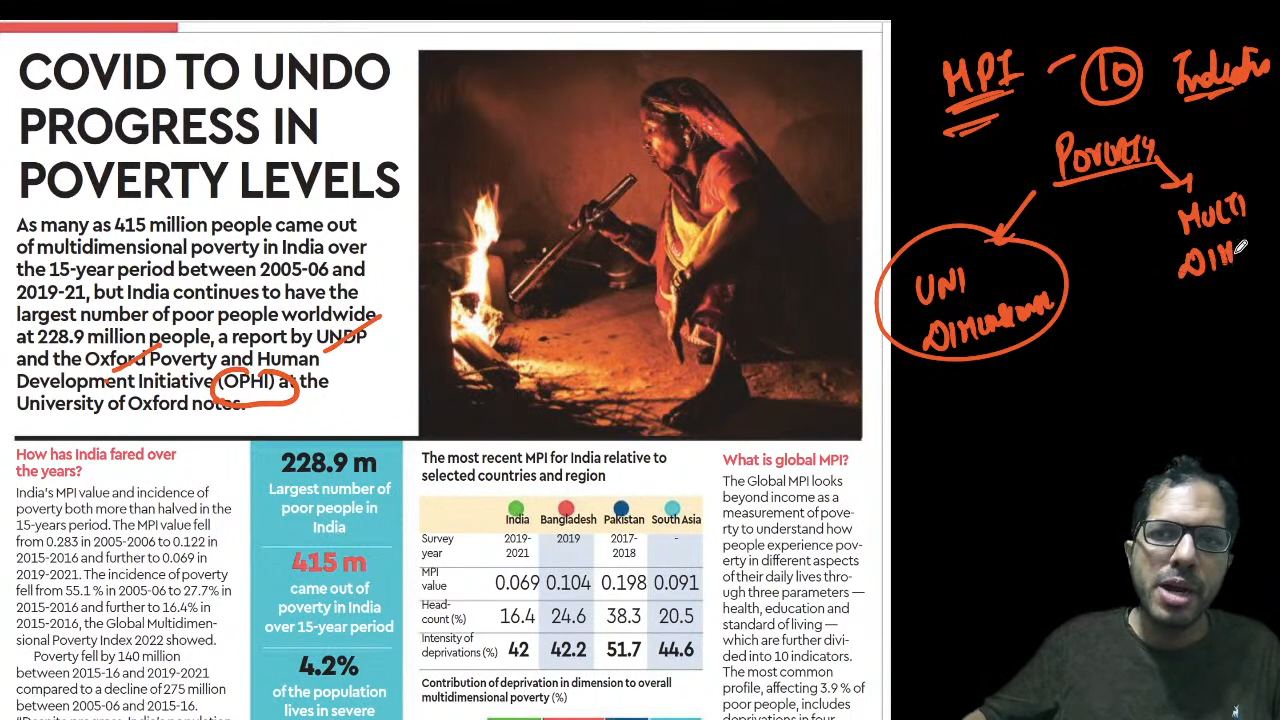 COVID TO UNDO
PROGRESS IN
POVERTY LEVELS
As many as 415 million people came out
of multidimensional poverty in India over
the 15-year period between 2005-06 and
2019-21, but India continues to have the
largest number of poor people worldwide
at 228.9 million people, a report by UNDP
and the Oxford Poverty and Human
Development Initiative (OPHI) at the
University of Oxford notes.
How has India fared over
the years?
India's MPI value and incidence of
poverty both more than halved in the
15-years period. The MPI value fell
from 0.283 in 2005-2006 to 0.122 in
2015-2016 and further to 0.069 in
2019-2021. The incidence of poverty
fell from 55.1 % in 2005-06 to 27.7% in
2015-2016 and further to 16.4% in
2015-2016, the Global Multidimen-
sional Poverty Index 2022 showed.
Poverty fell by 140 million
between 2015-16 and 2019-2021
compared to a decline of 275 million
between 2005-06 and 2015-16.
228.9 m
Largest number of
poor people in
India
415 m
came out of
poverty in India
over 15-year period
4.2%
of the population
lives in severe
The most recent MPI for India relative to
selected countries and region
India Bangladesh Pakistan South Asia
Survey year 2019-2021 2019 2017-2018 -
MPI value 0.069 0.104 0.198 0.091
Head-count (%) 16.4 24.6 38.3 20.5
Intensity of deprivations (%) 42 42.2 51.7 44.6
Contribution of deprivation in dimension to overall
multidimensional poverty (%)
What is global MPI?
The Global MPI looks
beyond income as a
measurement of pove-
rty to understand how
people experience pov-
erty in different aspects
of their daily lives thro-
ugh three parameters —
health, education and
standard of living —
which are further divi-
ded into 10 indicators.
The most common
profile, affecting 3.9 % of
poor people, includes
deprivations in four
MPI - 10
POVERTY
MULTI
DIM
UNI